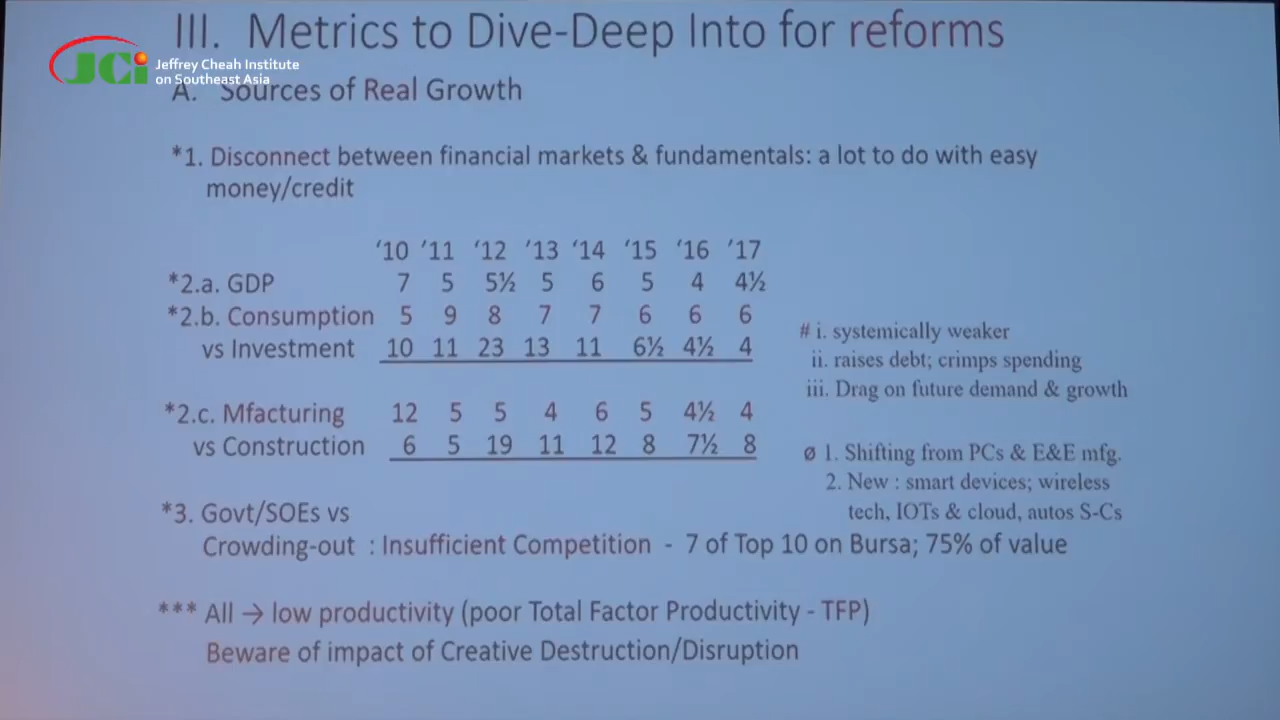 III. Metrics to Dive-Deep Into for reforms
JCi Jeffrey Cheah Institute
on Southeast Asia
A. Sources of Real Growth
*1. Disconnect between financial markets & fundamentals: a lot to do with easy
money/credit
‘10 ‘11 ‘12 ‘13 ‘14 ‘15 ‘16 ‘17
*2.a. GDP 7 5 5½ 5 6 5 4 4½
*2.b. Consumption 5 9 8 7 7 6 6 6
vs Investment 10 11 23 13 11 6½ 4½ 4
# i. systemically weaker
ii. raises debt; crimps spending
iii. Drag on future demand & growth
*2.c. Mfacturing 12 5 5 4 6 5 4½ 4
vs Construction 6 5 19 11 12 8 7½ 8
ø 1. Shifting from PCs & E&E mfg.
2. New : smart devices; wireless
tech, IOTs & cloud, autos S-Cs
*3. Govt/SOEs vs
Crowding-out : Insufficient Competition - 7 of Top 10 on Bursa; 75% of value
*** All → low productivity (poor Total Factor Productivity - TFP)
Beware of impact of Creative Destruction/Disruption